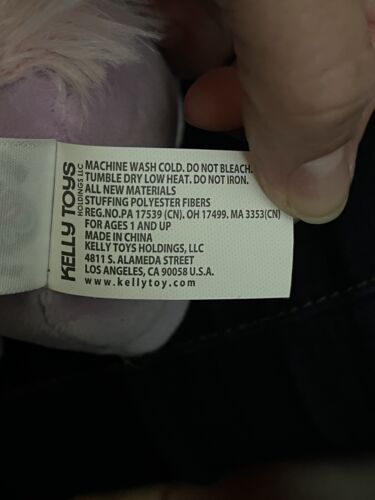 KELLY TOYS
HOLDINGS LLC
MACHINE WASH COLD. DO NOT BLEACH.
TUMBLE DRY LOW HEAT. DO NOT IRON.
ALL NEW MATERIALS
STUFFING POLYESTER FIBERS
REG.NO.PA 17539 (CN). OH 17499. MA 3353(CN)
FOR AGES 1 AND UP
MADE IN CHINA
KELLY TOYS HOLDINGS, LLC
4811 S. ALAMEDA STREET
LOS ANGELES, CA 90058 U.S.A.
www.kellytoy.com